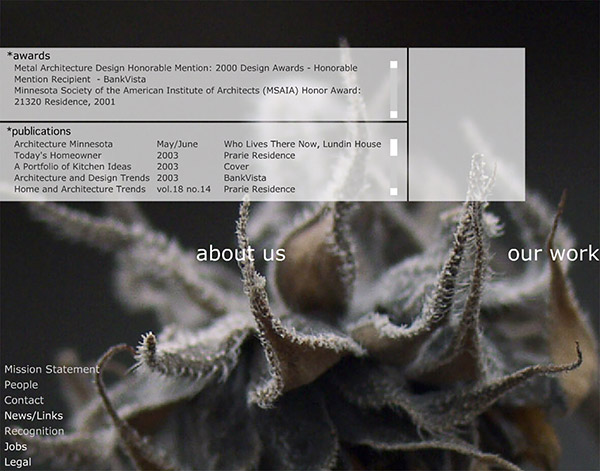 *awards
Metal Architecture Design Honorable Mention: 2000 Design Awards - Honorable
Mention Recipient - BankVista
Minnesota Society of the American Institute of Architects (MSAIA) Honor Award:
21320 Residence, 2001
*publications
Architecture Minnesota May/June Who Lives There Now, Lundin House
Today's Homeowner 2003 Prarie Residence
A Portfolio of Kitchen Ideas 2003 Cover
Architecture and Design Trends 2003 BankVista
Home and Architecture Trends vol.18 no.14 Prarie Residence
about us our work
Mission Statement
People
Contact
News/Links
Recognition
Jobs
Legal